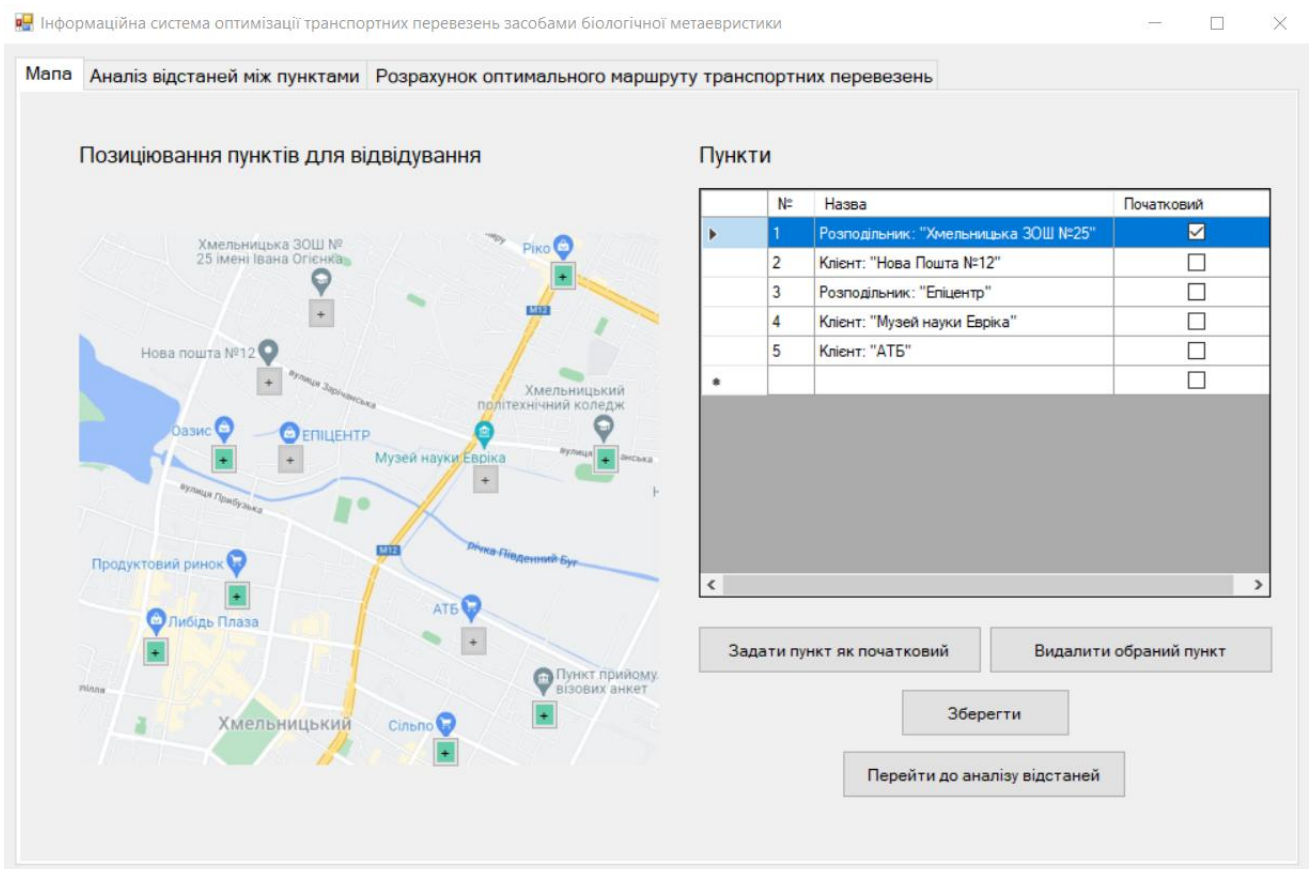 Інформаційна система оптимізації транспортних перевезень засобами біологічної метаевристики
Мапа
Аналіз відстаней між пунктами
Розрахунок оптимального маршруту транспортних перевезень
Позиціювання пунктів для відвідування
Хмельницька ЗОШ №
25 імені Івана Огієнка
Ріко
+
М12
+
Нова пошта №12
+
вулиця Зарічанська
Хмельницький
політехнічний коледж
Оазис
ЕПІЦЕНТР
+
+
Музей науки Евріка
+
вулиця
+
анська
вулиця Прибузька
М12
річка Південний Буг
Продуктовий ринок
+
АТБ
+
Либідь Плаза
+
Пункт прийому
візових анкет
+
Хмельницький
Сільпо
+
Пункти
№ Назва Початковий
1 Розподільник: "Хмельницька ЗОШ №25"
2 Клієнт: "Нова Пошта №12"
3 Розподільник: "Епіцентр"
4 Клієнт: "Музей науки Евріка"
5 Клієнт: "АТБ"
Задати пункт як початковий
Видалити обраний пункт
Зберегти
Перейти до аналізу відстаней